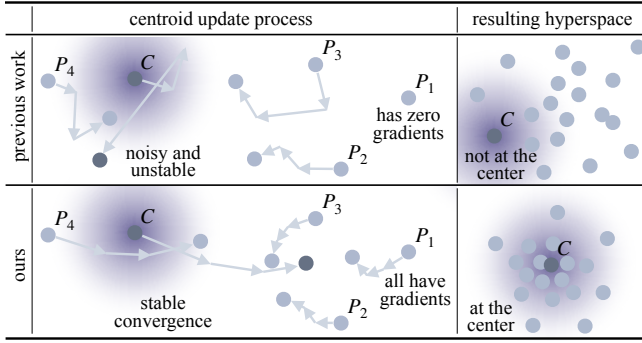 centroid update process
resulting hyperspace
previous work
P4
C
P3
P1
has zero
gradients
P2
noisy and
unstable
C
not at the
center
ours
P4
C
P3
P1
all have
gradients
P2
stable
convergence
C
at the
center